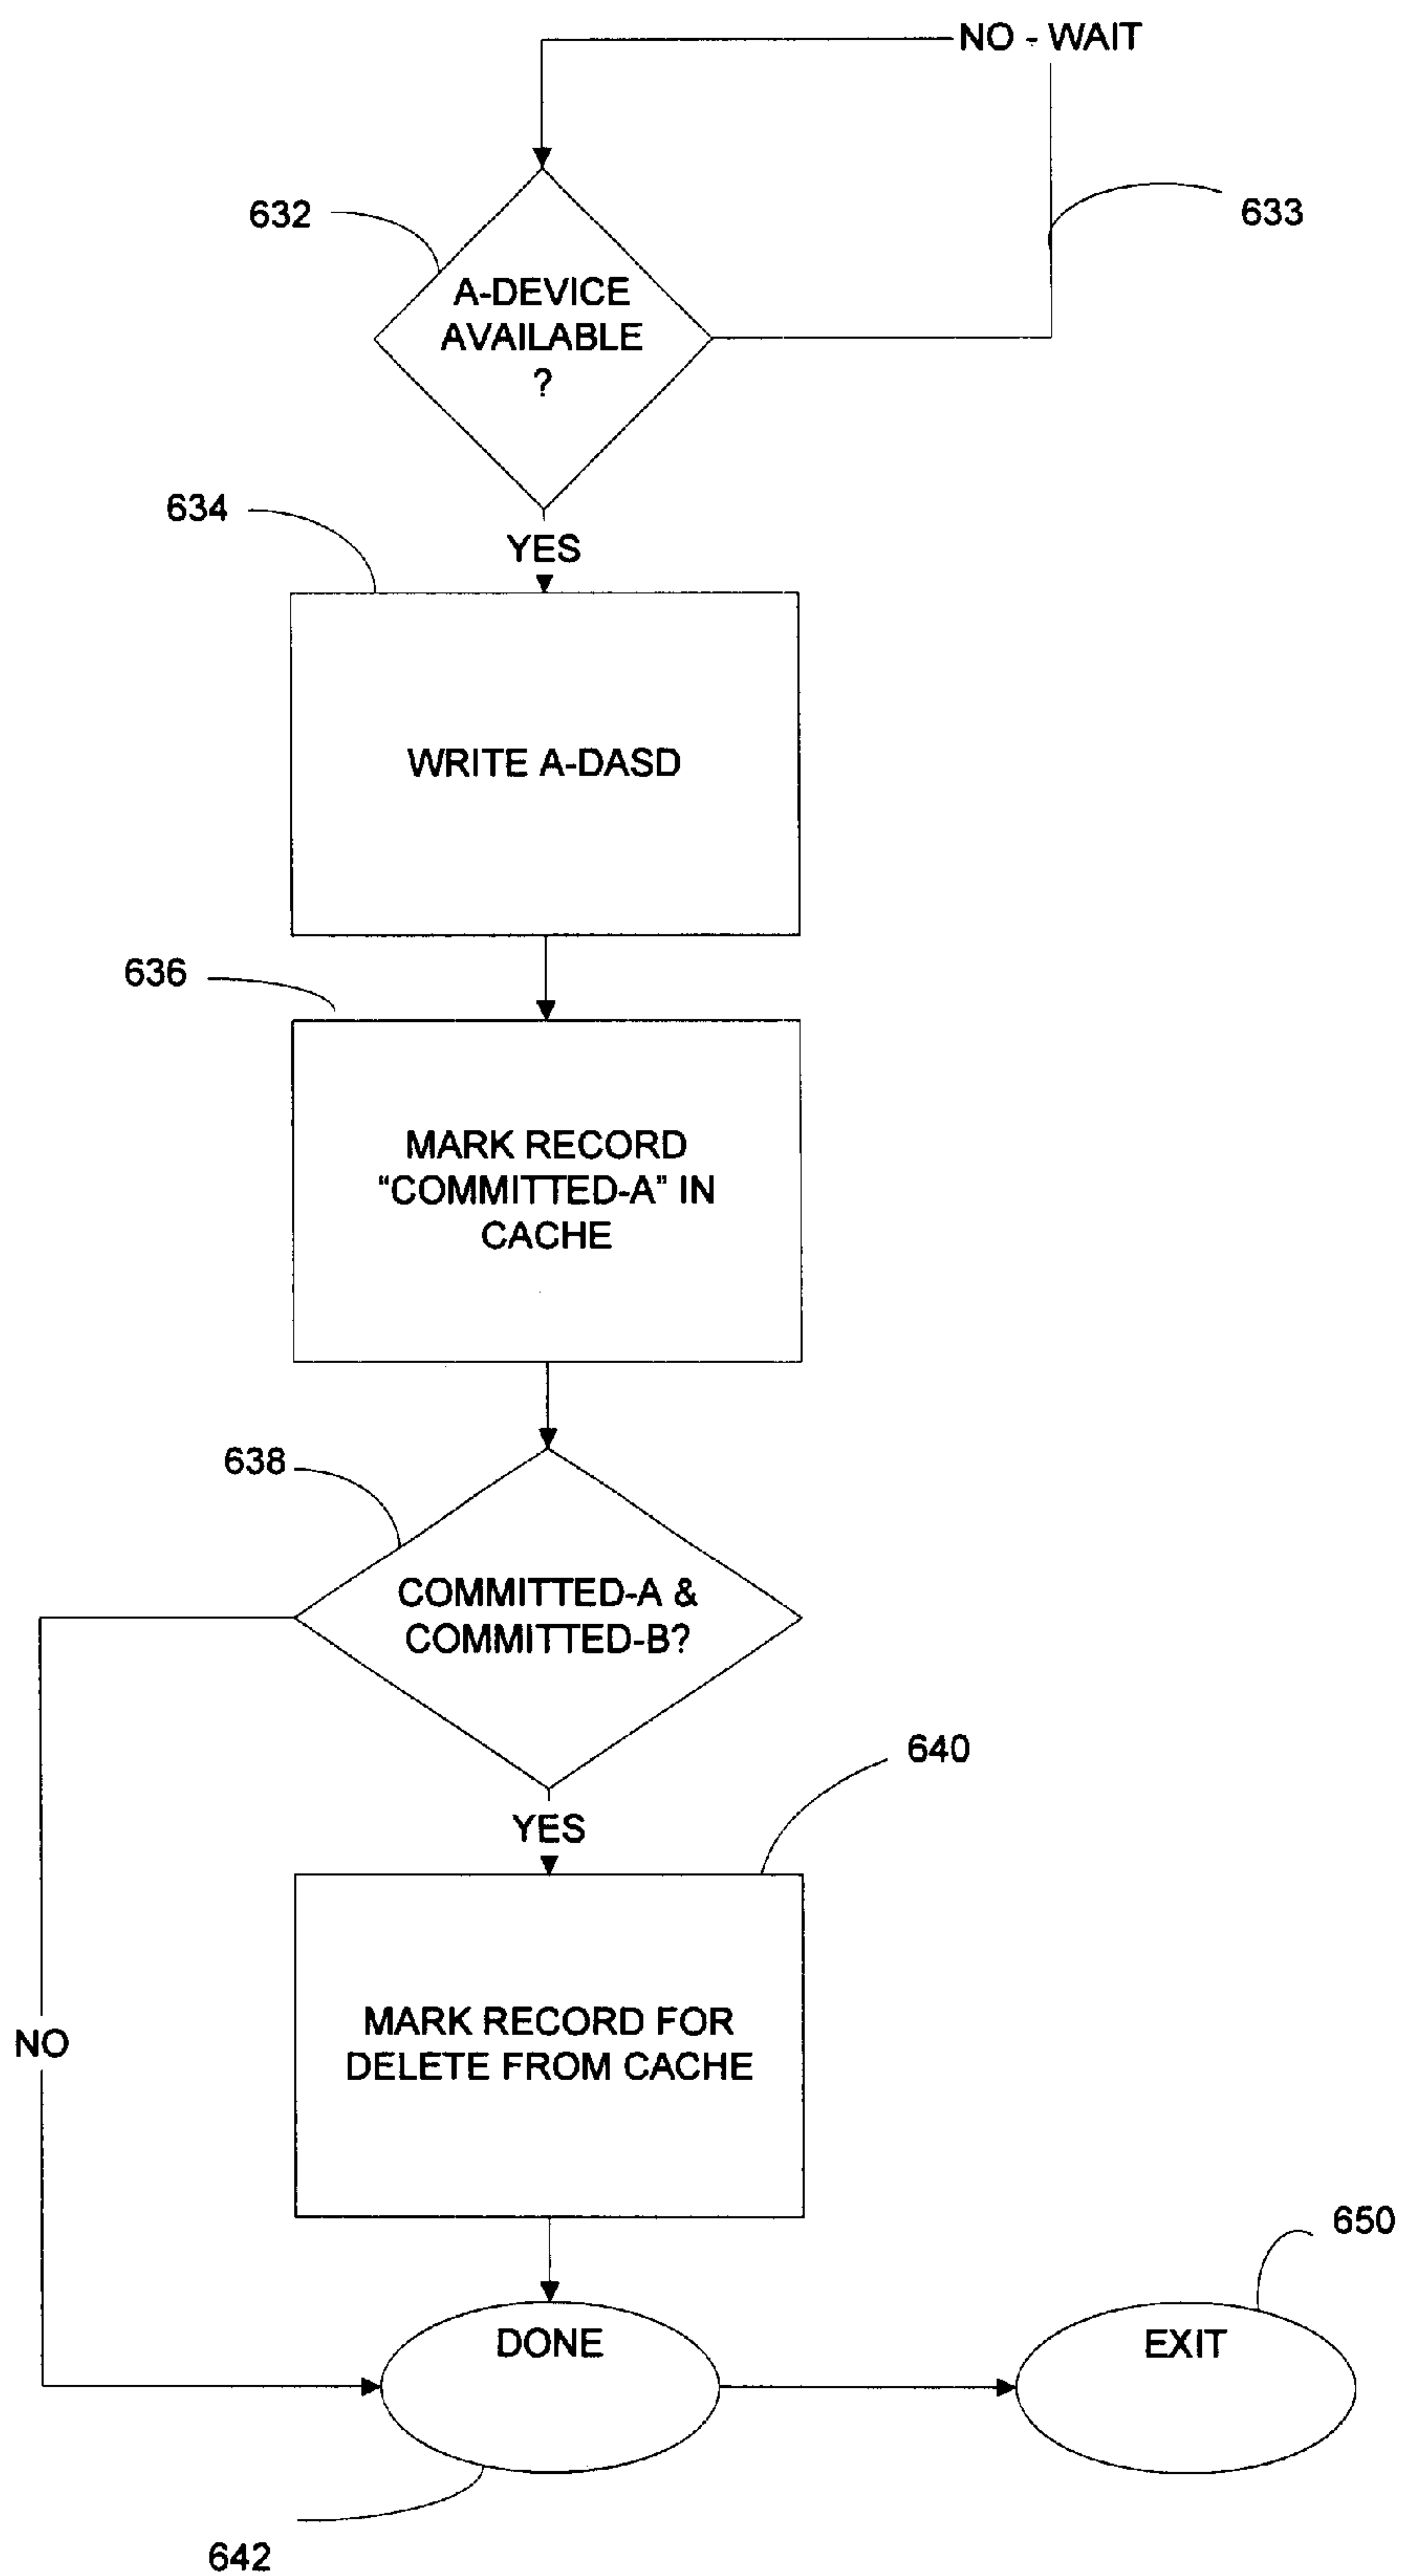 NO - WAIT
632
633
A-DEVICE
AVAILABLE
?
634
YES
WRITE A-DASD
636
MARK RECORD
“COMMITTED-A” IN
CACHE
638
COMMITTED-A &
COMMITTED-B?
640
YES
MARK RECORD FOR
DELETE FROM CACHE
NO
650
DONE
EXIT
642